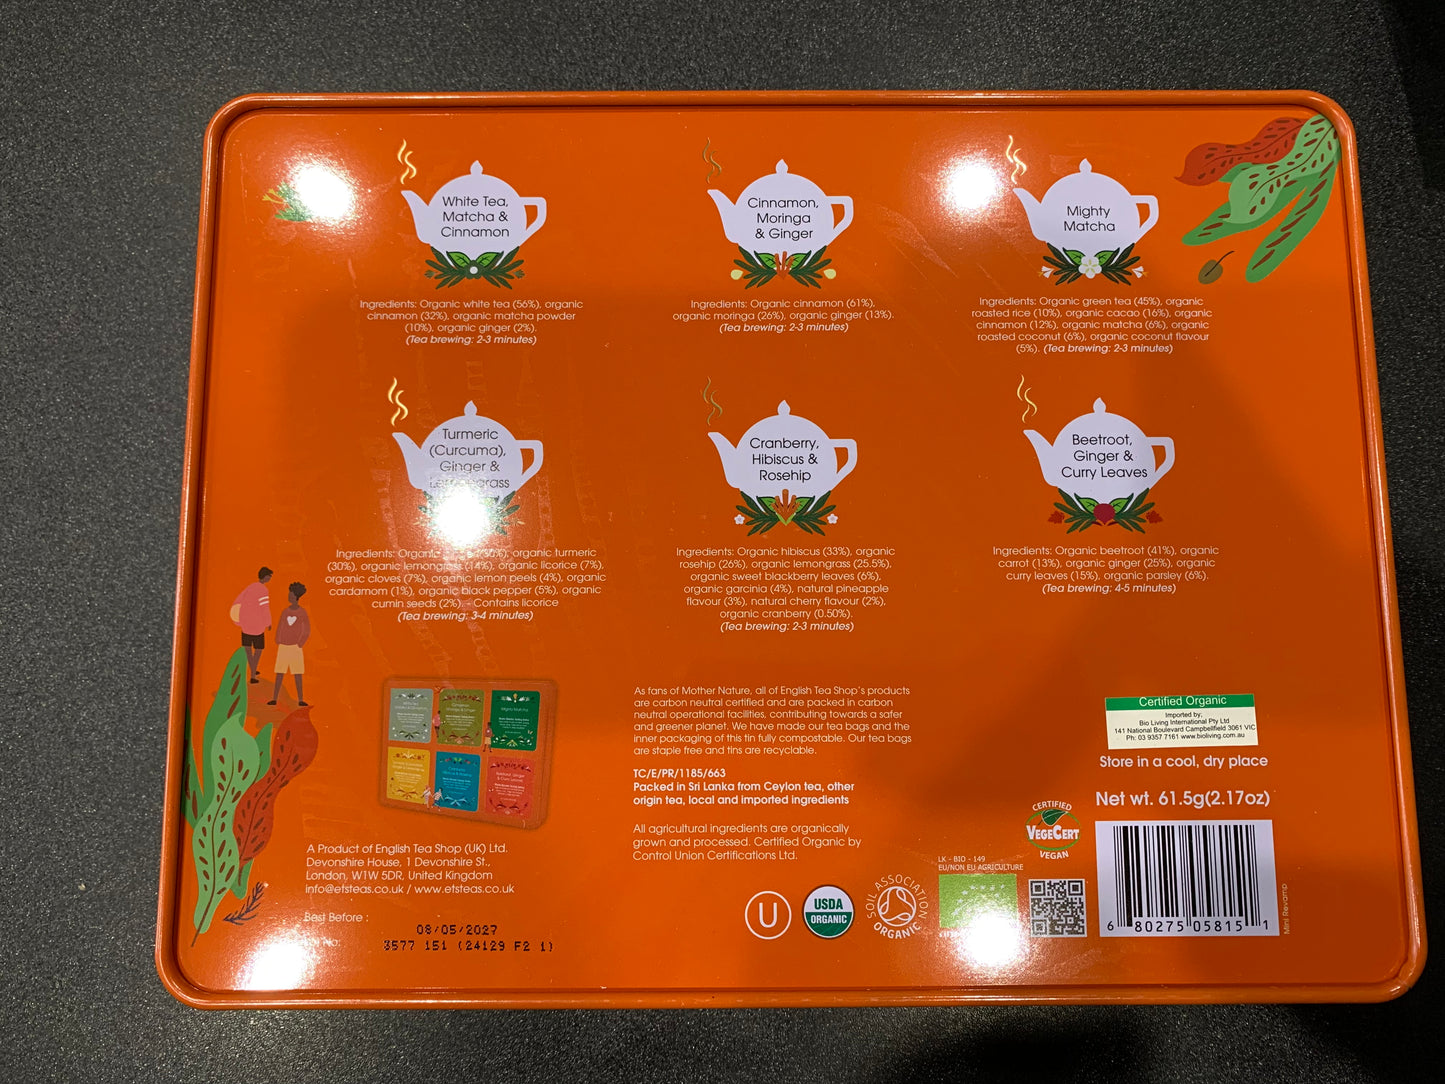 White Tea,
Matcha &
Cinnamon
Ingredients: Organic white tea (56%), organic
cinnamon (32%), organic matcha powder
(10%), organic ginger (2%).
(Tea brewing: 2-3 minutes)
Cinnamon,
Moringa
& Ginger
Ingredients: Organic cinnamon (61%),
organic moringa (26%), organic ginger (13%).
(Tea brewing: 2-3 minutes)
Mighty
Matcha
Ingredients: Organic green tea (45%), organic
roasted rice (10%), organic cacao (16%), organic
cinnamon (12%), organic matcha (6%), organic
roasted coconut (6%), organic coconut flavour
(5%). (Tea brewing: 2-3 minutes)
Turmeric
(Curcuma),
Ginger &
Lemongrass
Ingredients: organic turmeric
(30%), organic lemongrass (14%), organic licorice (7%),
organic cloves (7%), organic lemon peels (4%), organic
cardamom (1%), organic black pepper (5%), organic
cumin seeds (2%). - Contains licorice
(Tea brewing: 3-4 minutes)
Cranberry,
Hibiscus &
Rosehip
Ingredients: Organic hibiscus (33%), organic
rosehip (26%), organic lemongrass (25.5%),
organic sweet blackberry leaves (6%),
organic garcinia (4%), natural pineapple
flavour (3%), natural cherry flavour (2%),
organic cranberry (0.50%).
(Tea brewing: 2-3 minutes)
Beetroot,
Ginger &
Curry Leaves
Ingredients: Organic beetroot (41%), organic
carrot (13%), organic ginger (25%), organic
curry leaves (15%), organic parsley (6%).
(Tea brewing: 4-5 minutes)
A Product of English Tea Shop (UK) Ltd.
Devonshire House, 1 Devonshire St.,
London, W1W 5DR, United Kingdom
info@etsteas.co.uk / www.etsteas.co.uk
Best Before :
08/05/2027
No:
3577 151 (24129 F2 1)
As fans of Mother Nature, all of English Tea Shop's products
are carbon neutral certified and are packed in carbon
neutral operational facilities, contributing towards a safer
and greener planet. We have made our tea bags and the
inner packaging of this tin fully compostable. Our tea bags
are staple free and tins are recyclable.
TC/E/PR/1185/663
Packed in Sri Lanka from Ceylon tea, other
origin tea, local and imported ingredients
All agricultural ingredients are organically
grown and processed. Certified Organic by
Control Union Certifications Ltd.
U
USDA
ORGANIC
SOIL ASSOCIATION
ORGANIC
LK - BIO - 149
EU/NON EU AGRICULTURE
CERTIFIED
VEGECERT
VEGAN
Certified Organic
Imported by;
Bio Living International Pty Ltd
141 National Boulevard Campbellfield 3061 VIC
Ph: 03 9357 7161 www.bioliving.com.au
Store in a cool, dry place
Net wt. 61.5g(2.17oz)
6 80275 05815 1
Mini Revamp